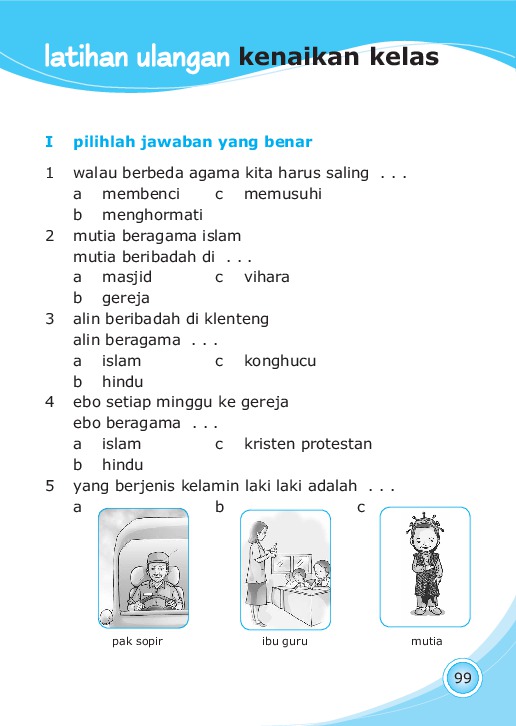 latihan ulangan kenaikan kelas
I pilihlah jawaban yang benar
1 walau berbeda agama kita harus saling . . .
a membenci c memusuhi
b menghormati
2 mutia beragama islam
mutia beribadah di . . .
a masjid c vihara
b gereja
3 alin beribadah di klenteng
alin beragama . . .
a islam c konghucu
b hindu
4 ebo setiap minggu ke gereja
ebo beragama . . .
a islam c kristen protestan
b hindu
5 yang berjenis kelamin laki laki adalah . . .
a b c
pak sopir ibu guru mutia
99